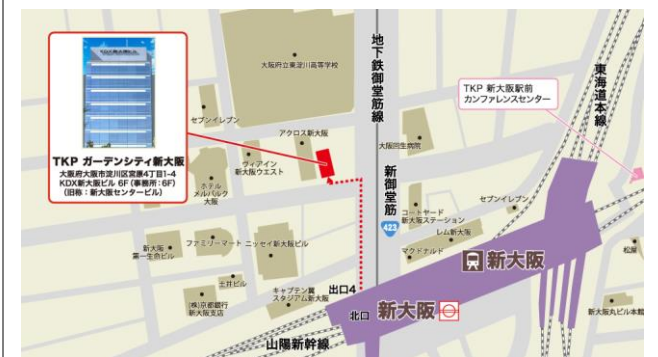 TKP ガーデンシティ新大阪
大阪府大阪市淀川区宮原4丁目1-4
KDX新大阪ビル 6F(事務所:6F)
(旧称:新大阪センタービル)
大阪府立東淀川高等学校
地下鉄御堂筋線
東海道本線
TKP 新大阪駅前
カンファレンスセンター
セブンイレブン
アクロス新大阪
大阪回生病院
ヴィアイン
新大阪ウエスト
ホテル
メルパルク
大阪
新御堂筋
423
コートヤード
新大阪ステーション
セブンイレブン
レム新大阪
マクドナルド
新大阪
第一生命ビル
ファミリーマート
ニッセイ新大阪ビル
土井ビル
(株)京都銀行
新大阪支店
キャプテン翼
スタジアム新大阪
出口4
北口
新大阪
新大阪
松屋
新大阪丸ビル本館
山陽新幹線